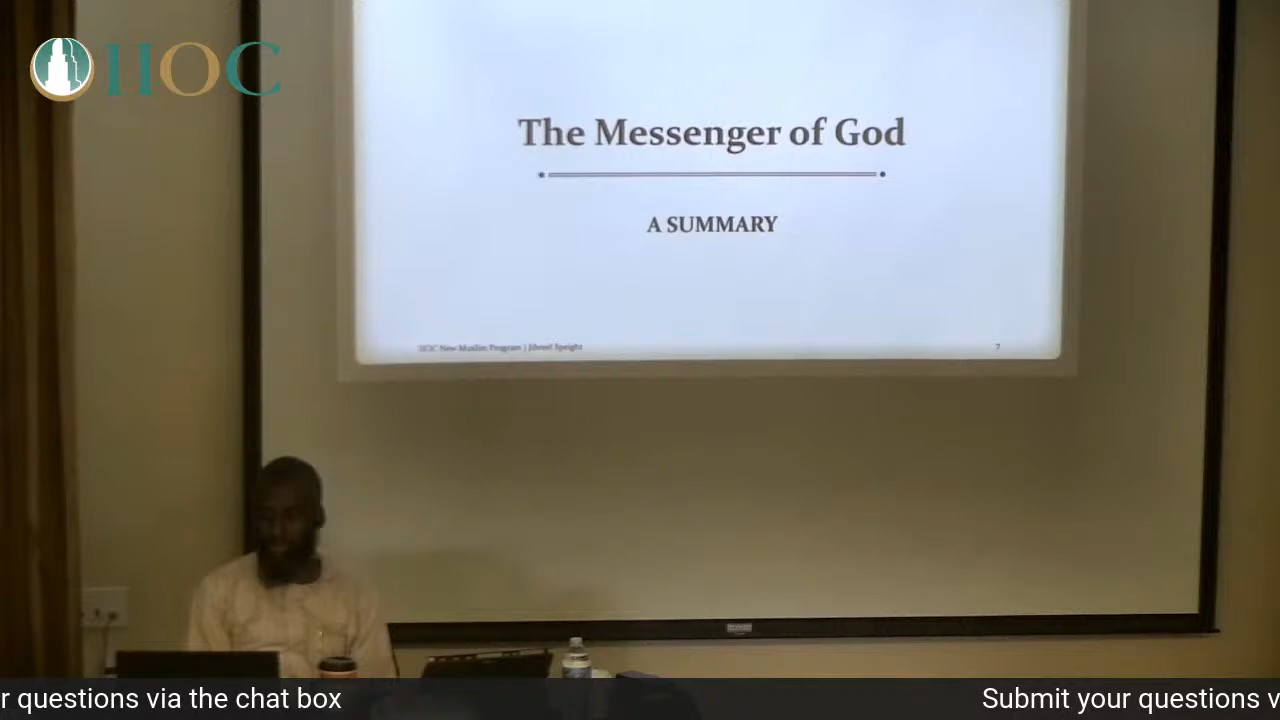 IIOC
The Messenger of God
A SUMMARY
IIOC New Muslim Program | Jibreel Speight
7
r questions via the chat box
Submit your questions v